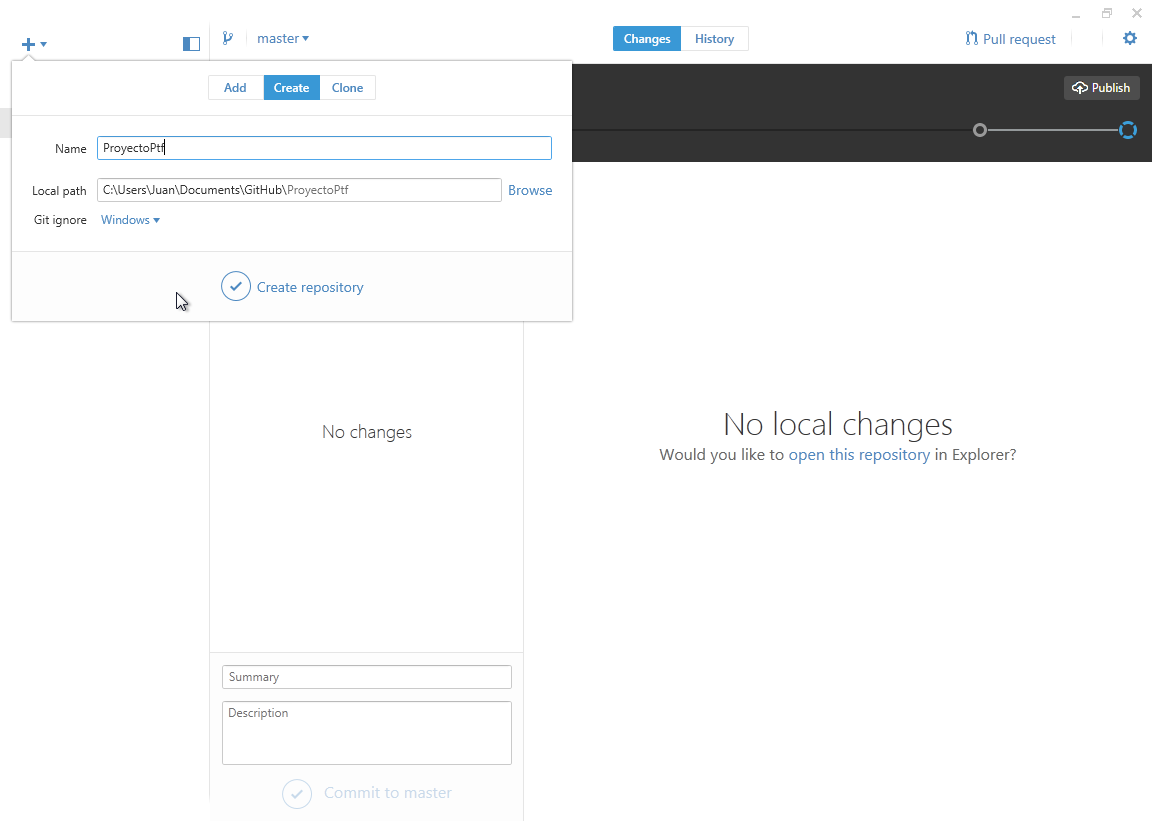 master
Changes
History
Pull request
Add
Create
Clone
Publish
Name
ProyectoPtf
Local path
C:\Users\Juan\Documents\GitHub\ProyectoPtf
Browse
Git ignore
Windows
Create repository
No changes
No local changes
Would you like to open this repository in Explorer?
Summary
Description
Commit to master